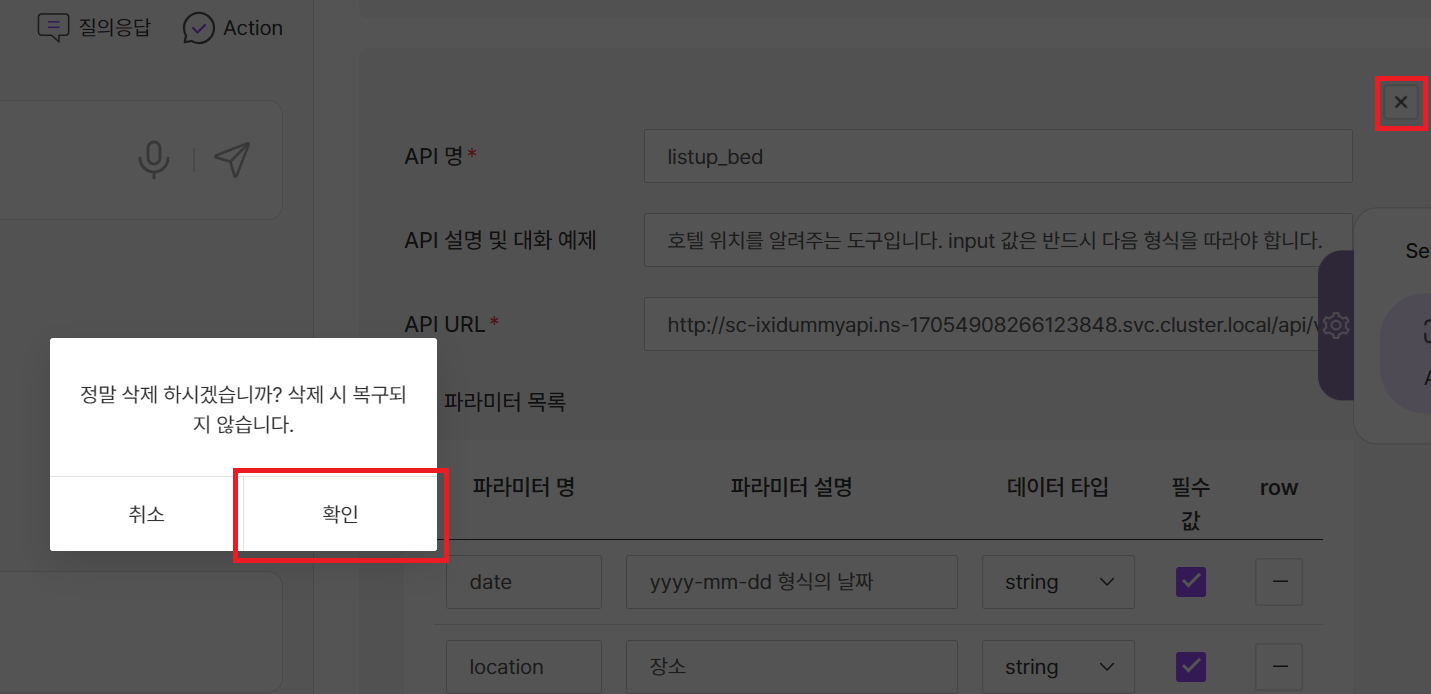 질의응답
Action
API 명*
listup_bed
API 설명 및 대화 예제
호텔 위치를 알려주는 도구입니다. input 값은 반드시 다음 형식을 따라야 합니다.
Se
API URL*
http://sc-ixidummyapi.ns-17054908266123848.svc.cluster.local/api/v
정말 삭제 하시겠습니까? 삭제 시 복구되
지 않습니다.
취소
확인
파라미터 목록
파라미터 명
파라미터 설명
데이터 타입
필수
값
row
date
yyyy-mm-dd 형식의 날짜
string
location
장소
string